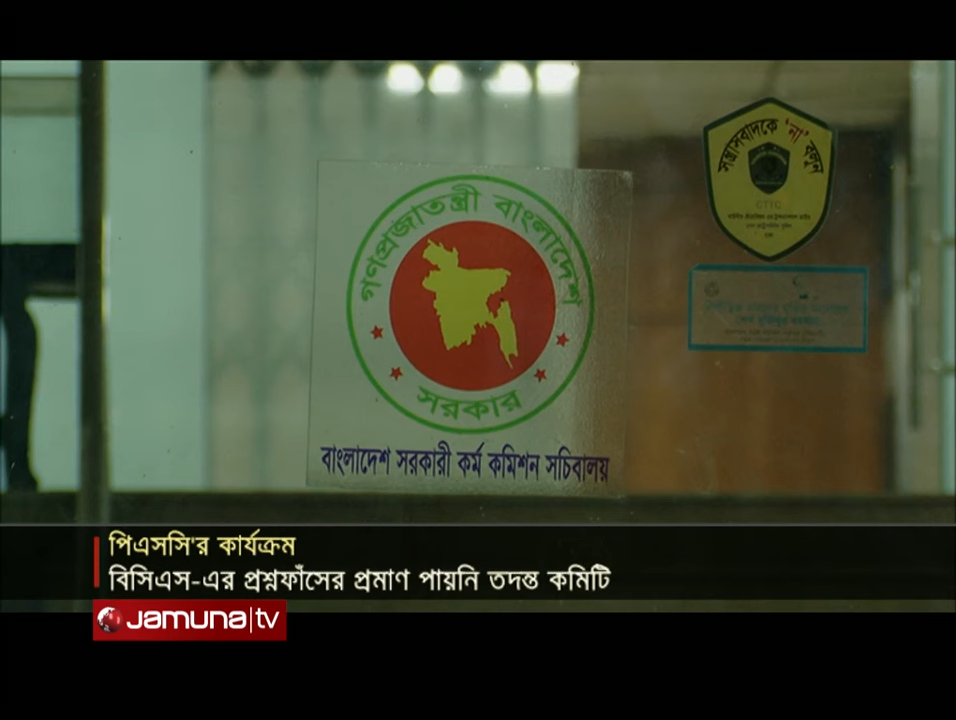 সন্ত্রাসবাদকে 'না' বলুন
CTTC
গণপ্রজাতন্ত্রী বাংলাদেশ
সরকার
বাংলাদেশ সরকারী কর্ম কমিশন সচিবালয়
পিএসসি'র কার্যক্রম
বিসিএস-এর প্রশ্নফাঁসের প্রমাণ পায়নি তদন্ত কমিটি
Jamuna|tv